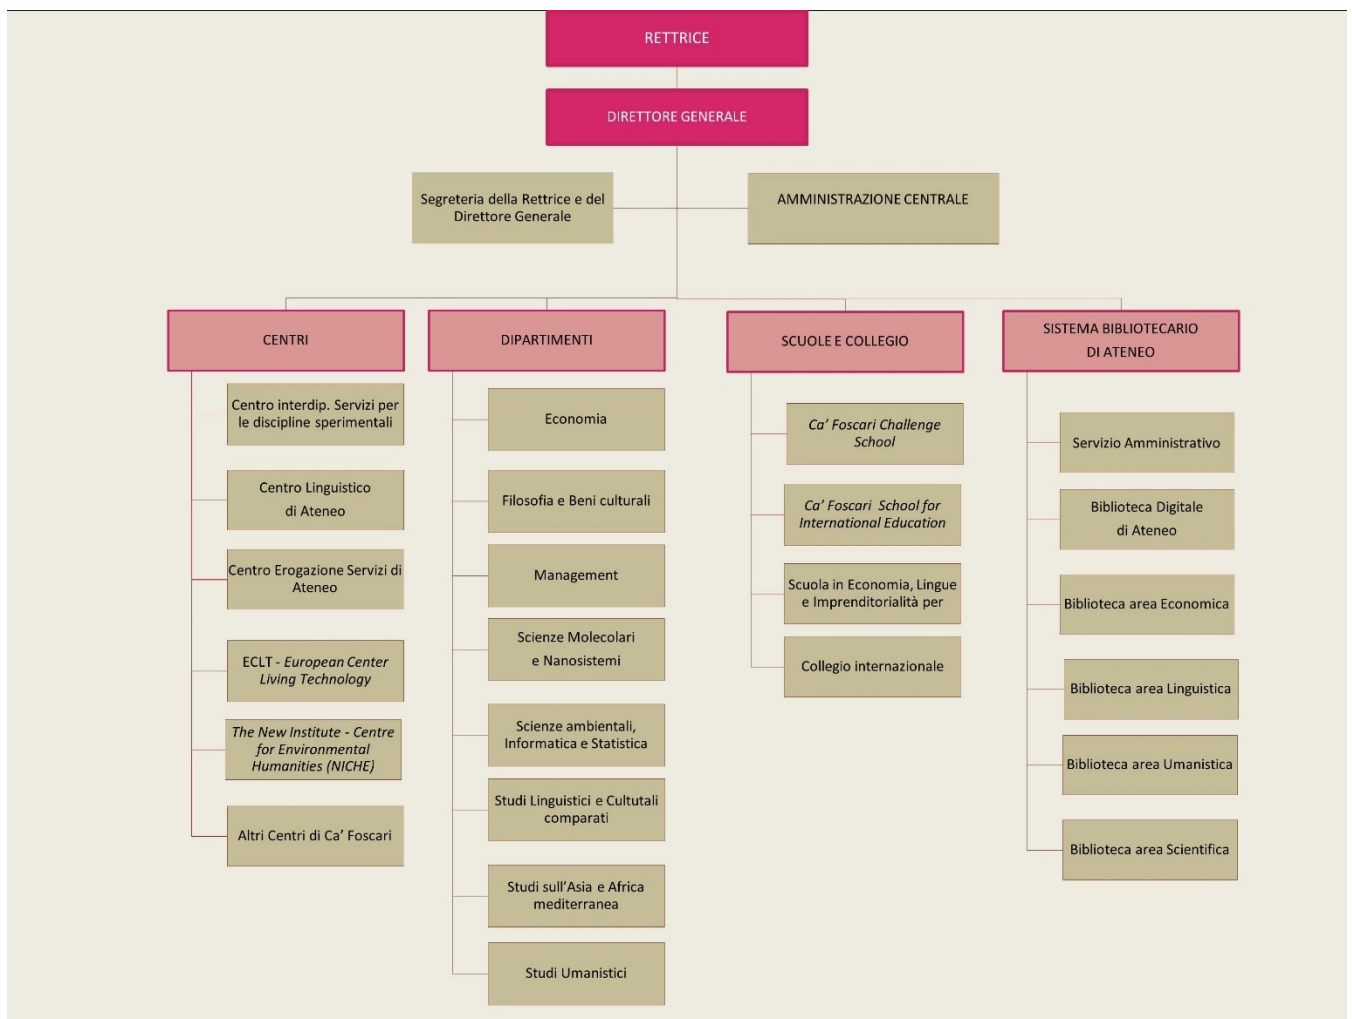 RETTRICE
DIRETTORE GENERALE
Segreteria della Rettrice e del
Direttore Generale
AMMINISTRAZIONE CENTRALE
CENTRI
Centro interdip. Servizi per
le discipline sperimentali
Centro Linguistico
di Ateneo
Centro Erogazione Servizi di
Ateneo
ECLT - European Center
Living Technology
The New Institute - Centre
for Environmental
Humanities (NICHE)
Altri Centri di Ca’ Foscari
DIPARTIMENTI
Economia
Filosofia e Beni culturali
Management
Scienze Molecolari
e Nanosistemi
Scienze ambientali,
Informatica e Statistica
Studi Linguistici e Cultutali
comparati
Studi sull’Asia e Africa
mediterranea
Studi Umanistici
SCUOLE E COLLEGIO
Ca’ Foscari Challenge
School
Ca’ Foscari School for
International Education
Scuola in Economia, Lingue
e Imprenditorialità per
Collegio internazionale
SISTEMA BIBLIOTECARIO
DI ATENEO
Servizio Amministrativo
Biblioteca Digitale
di Ateneo
Biblioteca area Economica
Biblioteca area Linguistica
Biblioteca area Umanistica
Biblioteca area Scientifica